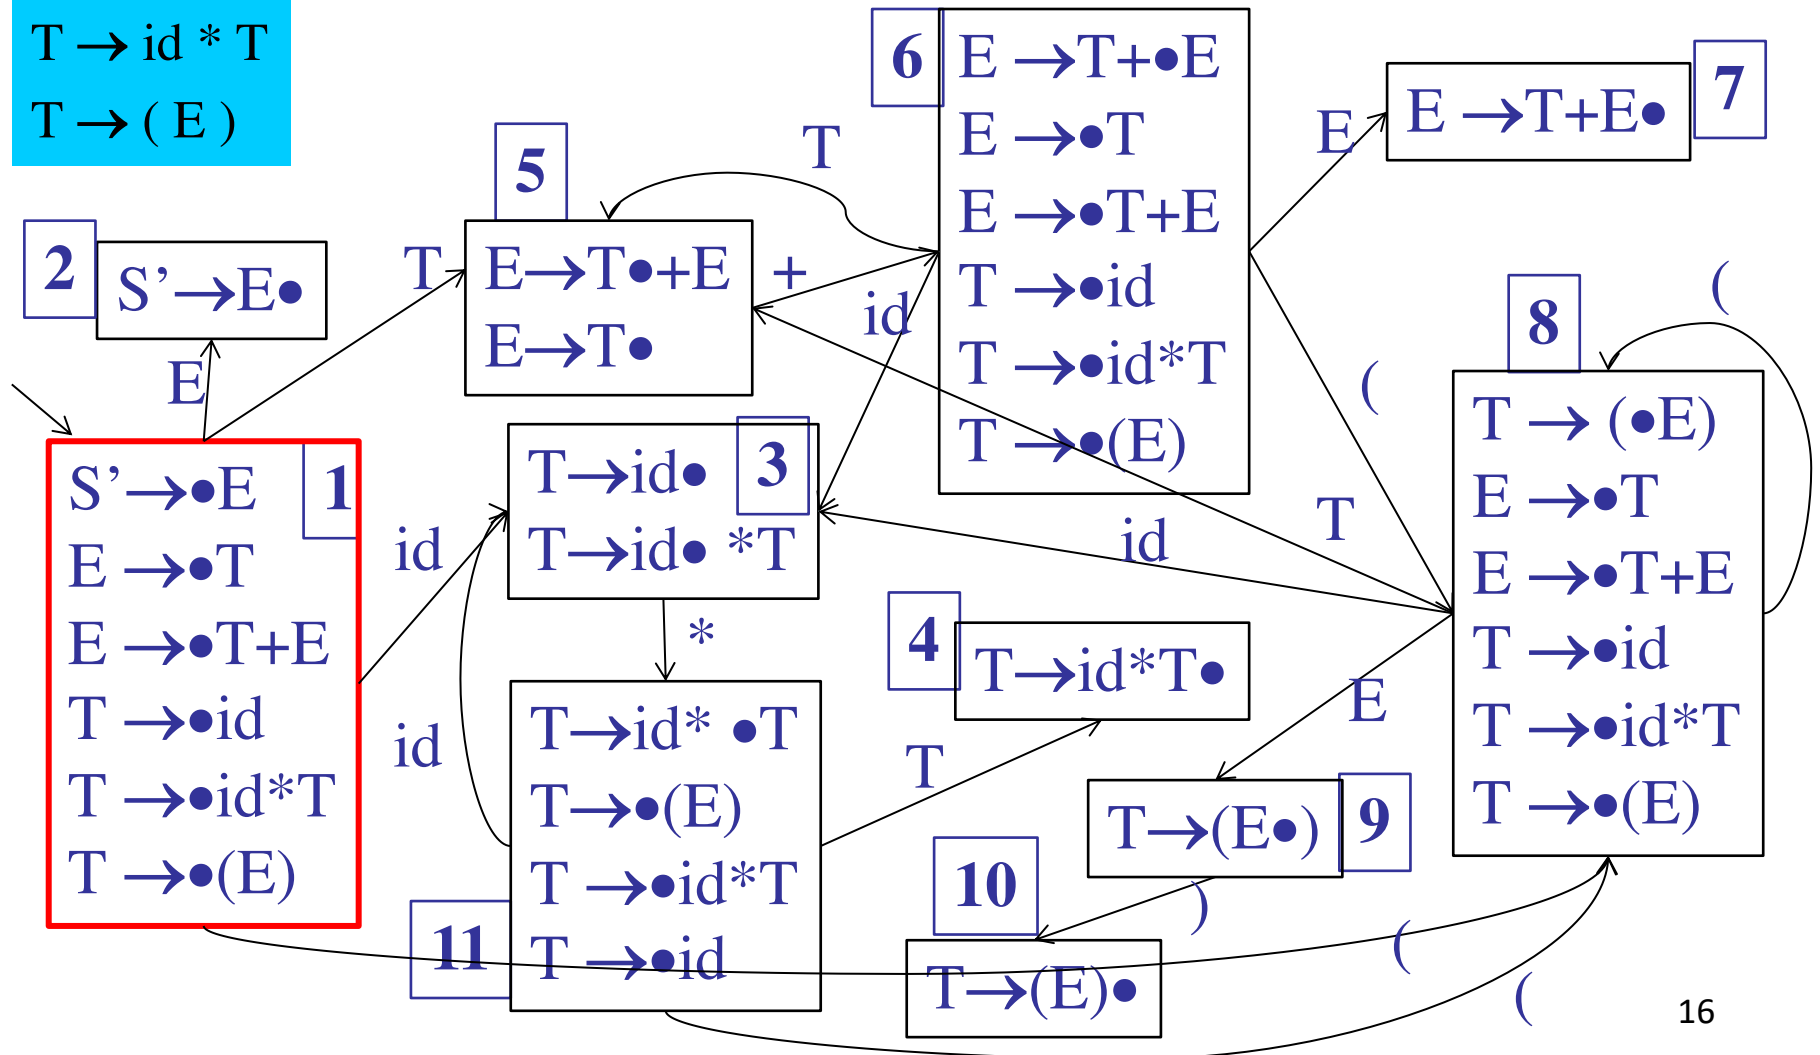 T → id * T
T → ( E )
2
S’→E●
E
T
5
E→T●+E
E→T●
T
+
id
6
E →T+●E
E →●T
E →●T+E
T →●id
T →●id*T
T →●(E)
E
7
E →T+E●
1
S’→●E
E →●T
E →●T+E
T →●id
T →●id*T
T →●(E)
id
id
3
T→id●
T→id● *T
*
11
T→id* ●T
T→●(E)
T →●id*T
T →●id
T
4
T→id*T●
id
T
(
8
T → (●E)
E →●T
E →●T+E
T →●id
T →●id*T
T →●(E)
(
E
9
T→(E●)
)
10
T→(E)●
(
(
16